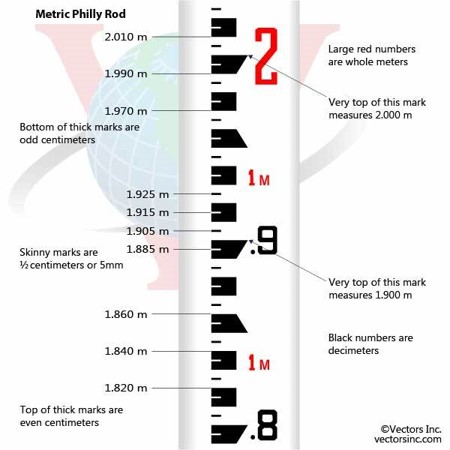 Metric Philly Rod
2.010 m
1.990 m
1.970 m
Bottom of thick marks are
odd centimeters
1.925 m
1.915 m
1.905 m
1.885 m
Skinny marks are
½ centimeters or 5mm
1.860 m
1.840 m
1.820 m
Top of thick marks are
even centimeters
2
1 M
.9
1 M
.8
Large red numbers
are whole meters
Very top of this mark
measures 2.000 m
Very top of this mark
measures 1.900 m
Black numbers are
decimeters
©Vectors Inc.
vectorsinc.com